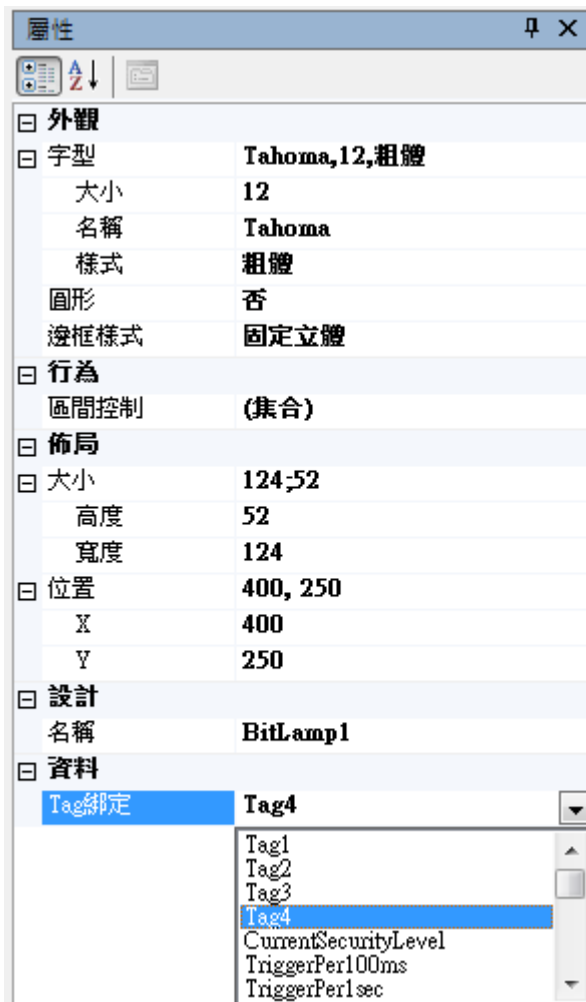 屬性
外觀
字型 Tahoma,12,粗體
大小 12
名稱 Tahoma
樣式 粗體
圓形 否
邊框樣式 固定立體
行為
區間控制 (集合)
佈局
大小 124;52
高度 52
寬度 124
位置 400, 250
X 400
Y 250
設計
名稱 BitLamp1
資料
Tag綁定 Tag4
Tag1
Tag2
Tag3
Tag4
CurrentSecurityLevel
TriggerPer100ms
TriggerPer1sec